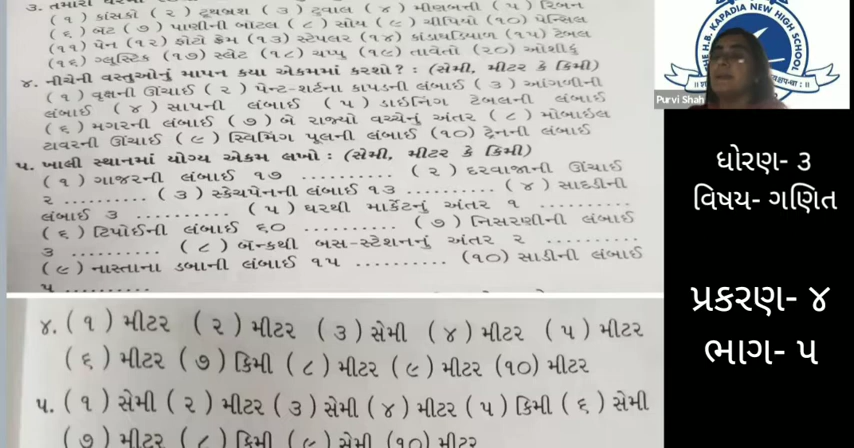 ૩. તમારા
( ૧ ) કાંસકો ( ૨ ) ટૂથબ્રશ ( ૩ ) ટુવાલ ( ૪ ) મીણબત્તી ( ૫ ) રિબન
( ૬ ) બૅટ ( ૭ ) પાણીની બૉટલ ( ૮ ) સોય ( ૯ ) ચીપિયો (૧૦) પેન્સિલ
(૧૧) પેન (૧૨) ફોટો ફ્રેમ (૧૩) સ્ટેપલર (૧૪) કાંડાઘડિયાળ (૧૫) ટેબલ
(૧૬) ગ્લુસ્ટિક (૧૭) સ્લેટ (૧૮) ચપ્પુ (૧૯) તાવેતો (૨૦) ઓશીકું
૪. નીચેની વસ્તુઓનું માપન કયા એકમમાં કરશો? : (સેમી, મીટર કે કિમી)
( ૧ ) વૃક્ષની ઊંચાઈ ( ૨ ) પેન્ટ-શર્ટના કાપડની લંબાઈ ( ૩ ) આંગળીની
લંબાઈ ( ૪ ) સાપની લંબાઈ ( ૫ ) ડાઈનિંગ ટેબલની લંબાઈ
( ૬ ) મગરની લંબાઈ ( ૭ ) બે રાજ્યો વચ્ચેનું અંતર ( ૮ ) મોબાઈલ
ટાવરની ઊંચાઈ ( ૯ ) સ્વિમિંગ પૂલની લંબાઈ (૧૦) ટ્રેનની લંબાઈ
૫. ખાલી સ્થાનમાં યોગ્ય એકમ લખો : (સેમી, મીટર કે કિમી)
( ૧ ) ગાજરની લંબાઈ ૧૭ .......... ( ૨ ) દરવાજાની ઊંચાઈ
૨ .......... ( ૩ ) સ્કેચપેનની લંબાઈ ૧૩ .......... ( ૪ ) સાદડીની
લંબાઈ ૩ .......... ( ૫ ) ઘરથી માર્કેટનું અંતર ૧ ..........
( ૬ ) ટિપોઈની લંબાઈ ૬૦ .......... ( ૭ ) નિસરણીની લંબાઈ
૩ .......... ( ૮ ) બૅન્કથી બસ-સ્ટેશનનું અંતર ૨ ..........
( ૯ ) નાસ્તાના ડબાની લંબાઈ ૧૫ .......... (૧૦) સાડીની લંબાઈ
૫ ..........
૪. ( ૧ ) મીટર ( ૨ ) મીટર ( ૩ ) સેમી ( ૪ ) મીટર ( ૫ ) મીટર
( ૬ ) મીટર ( ૭ ) કિમી ( ૮ ) મીટર ( ૯ ) મીટર (૧૦) મીટર
૫. ( ૧ ) સેમી ( ૨ ) મીટર ( ૩ ) સેમી ( ૪ ) મીટર ( ૫ ) કિમી ( ૬ ) સેમી
( ૭ ) મીટર ( ૮ ) કિમી ( ૯ ) સેમી (૧૦) મીટર
THE H.B. KAPADIA NEW HIGH SCHOOL
Purvi Shah
ધોરણ- ૩
વિષય- ગણિત
પ્રકરણ- ૪
ભાગ- ૫